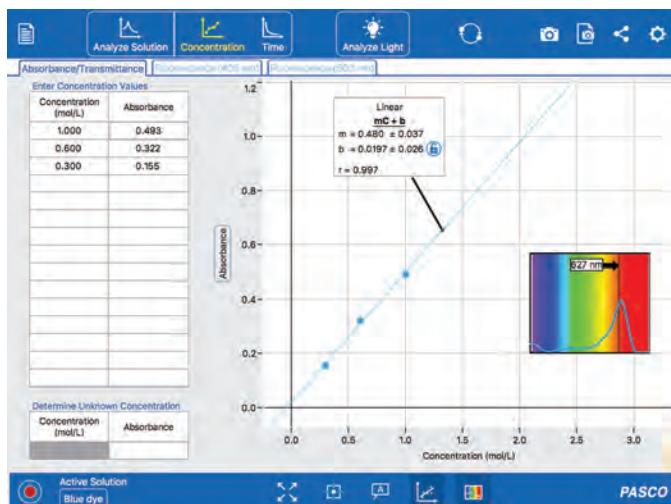 Analyze Solution
Concentration
Time
Analyze Light
Absorbance/Transmittance
Enter Concentration Values
Concentration (mol/L) Absorbance
1.000 0.493
0.600 0.322
0.300 0.155
Determine Unknown Concentration
Concentration (mol/L) Absorbance
Linear
mC + b
m = 0.480 ± 0.037
b = 0.0197 ± 0.026
r = 0.997
1.2
1.0
0.8
0.6
0.4
0.2
0.0
Absorbance
0.0 0.5 1.0 1.5 2.0 2.5 3.0
Concentration (mol/L)
Active Solution
Blue dye
A
PASCO